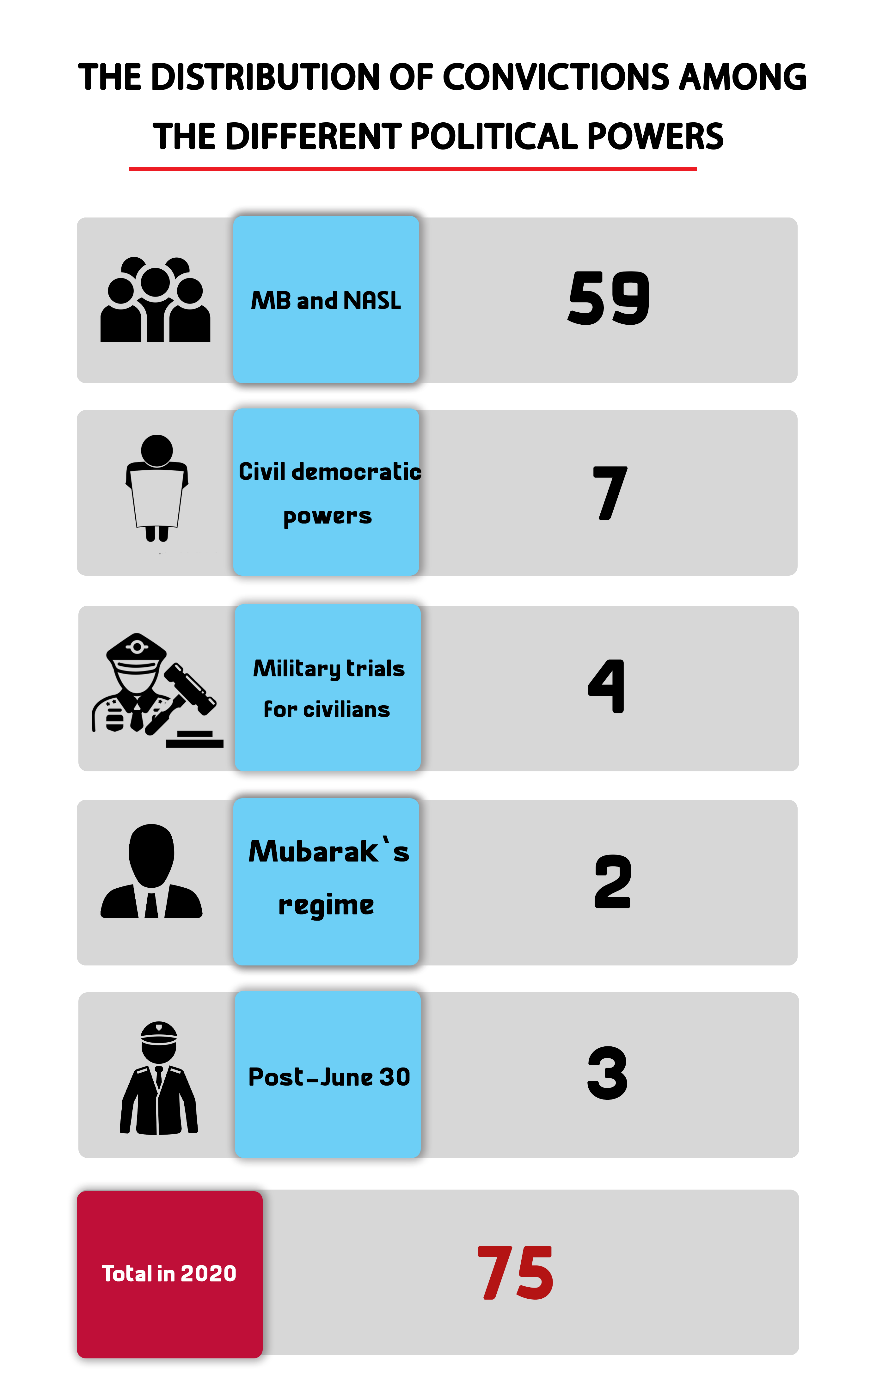 THE DISTRIBUTION OF CONVICTIONS AMONG
THE DIFFERENT POLITICAL POWERS
MB and NASL
59
Civil democratic
powers
7
Military trials
for civilians
4
Mubarak`s
regime
2
Post-June 30
3
Total in 2020
75